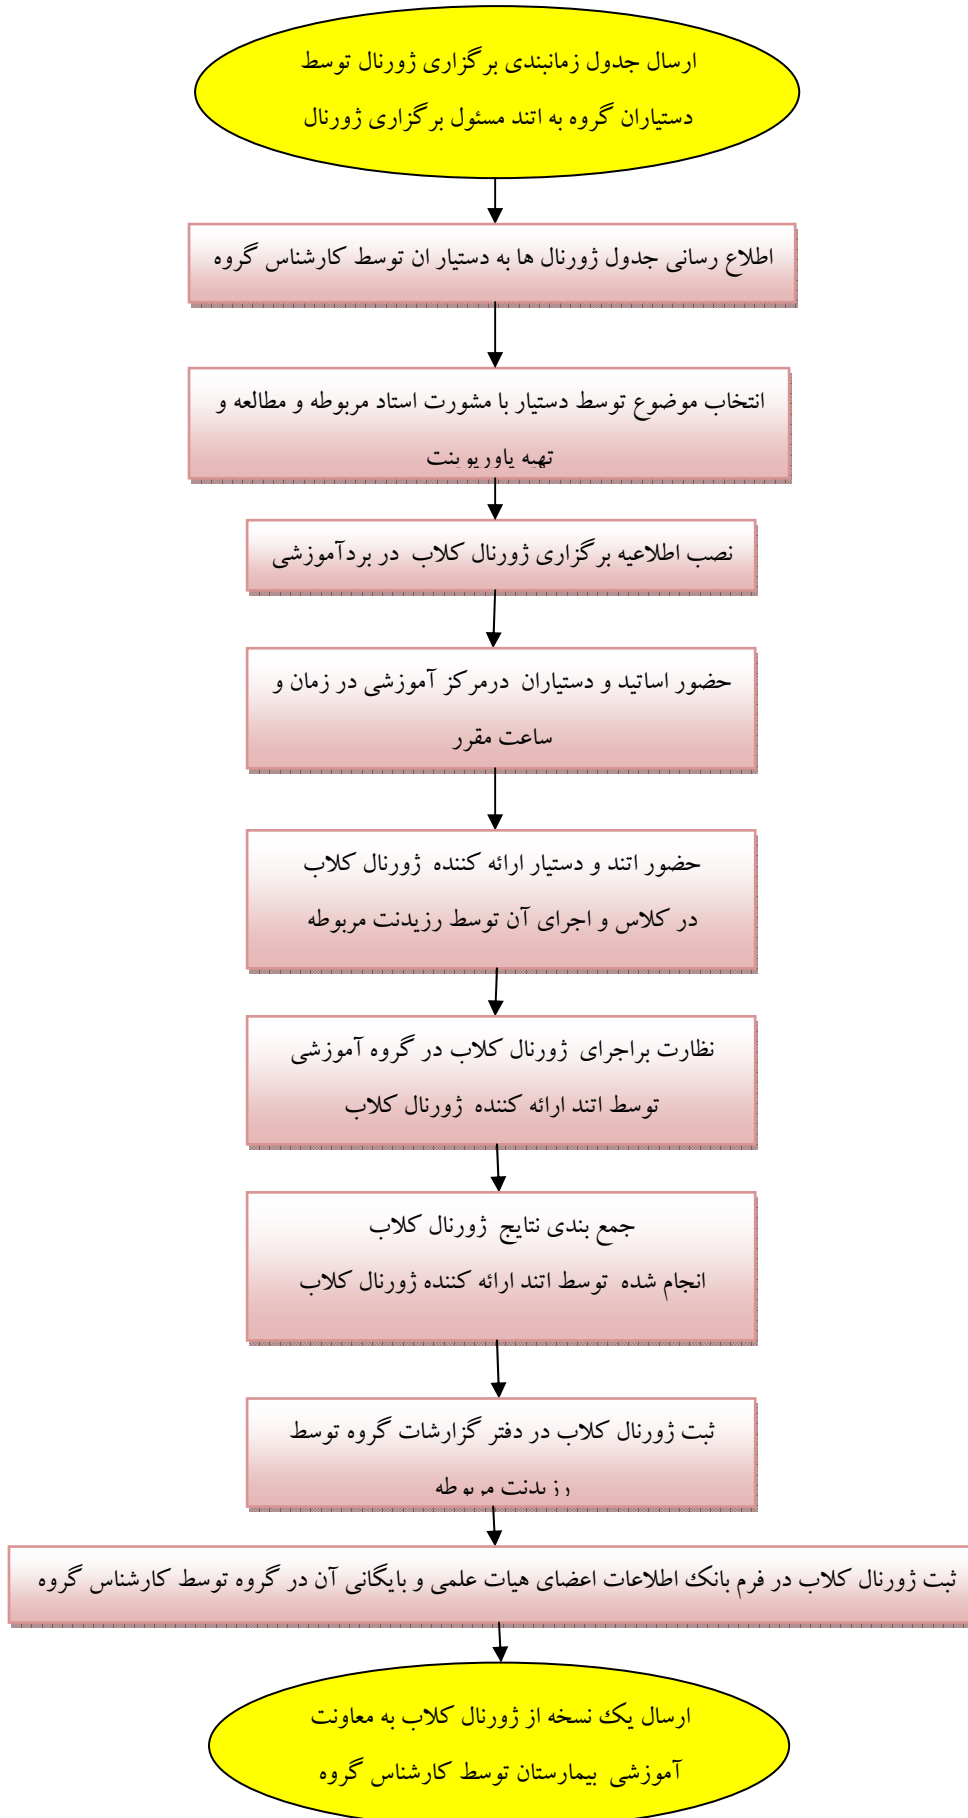 ارسال جدول زمانبندی برگزاری ژورنال توسط
دستیاران گروه به اتند مسئول برگزاری ژورنال
اطلاع رسانی جدول ژورنال ها به دستیار ان توسط کارشناس گروه
انتخاب موضوع توسط دستیار با مشورت استاد مربوطه و مطالعه و
تهیه پاورپوینت
نصب اطلاعیه برگزاری ژورنال کلاب در بردآموزشی
حضور اساتید و دستیاران درمرکز آموزشی در زمان و
ساعت مقرر
حضور اتند و دستیار ارائه کننده ژورنال کلاب
در کلاس و اجرای آن توسط رزیدنت مربوطه
نظارت براجرای ژورنال کلاب در گروه آموزشی
توسط اتند ارائه کننده ژورنال کلاب
جمع بندی نتایج ژورنال کلاب
انجام شده توسط اتند ارائه کننده ژورنال کلاب
ثبت ژورنال کلاب در دفتر گزارشات گروه توسط
رزیدنت مربوطه
ثبت ژورنال کلاب در فرم بانک اطلاعات اعضای هیات علمی و بایگانی آن در گروه توسط کارشناس گروه
ارسال یک نسخه از ژورنال کلاب به معاونت
آموزشی بیمارستان توسط کارشناس گروه